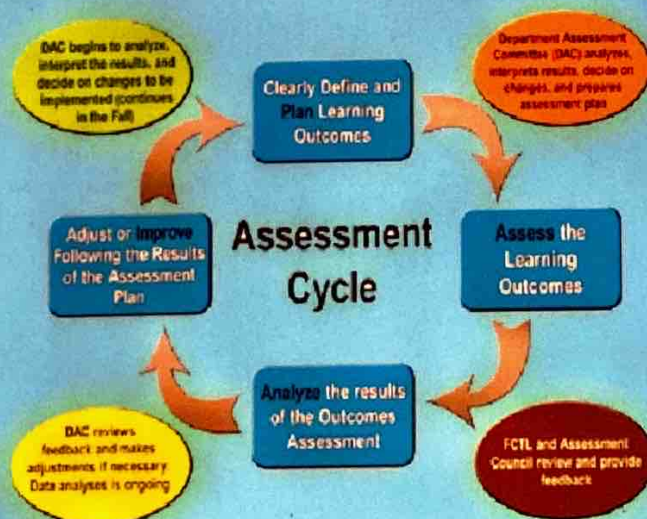 DAC begins to analyze,
interpret the results, and
decide on changes to be
implemented (continues
in the Fall)
Clearly Define and
Plan Learning
Outcomes
Department Assessment
Committee (DAC) analyzes,
interprets results, decide on
changes, and prepares
assessment plan
Adjust or Improve
Following the Results
of the Assessment
Plan
Assessment
Cycle
Assess the
Learning
Outcomes
DAC reviews
feedback and makes
adjustments if necessary.
Data analyses is ongoing
Analyze the results
of the Outcomes
Assessment
FCTL and Assessment
Council review and provide
feedback